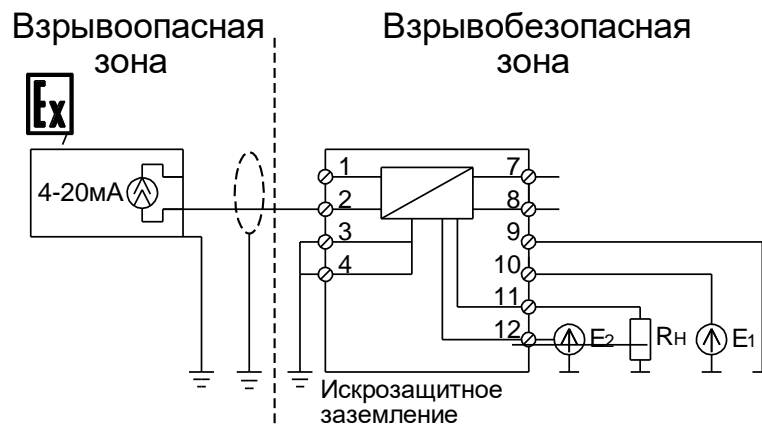 Взрывоопасная
зона
Взрывобезопасная
зона
Ex
4-20мА
1
2
3
4
7
8
9
10
11
12
E2
RН
E1
Искрозащитное
заземление